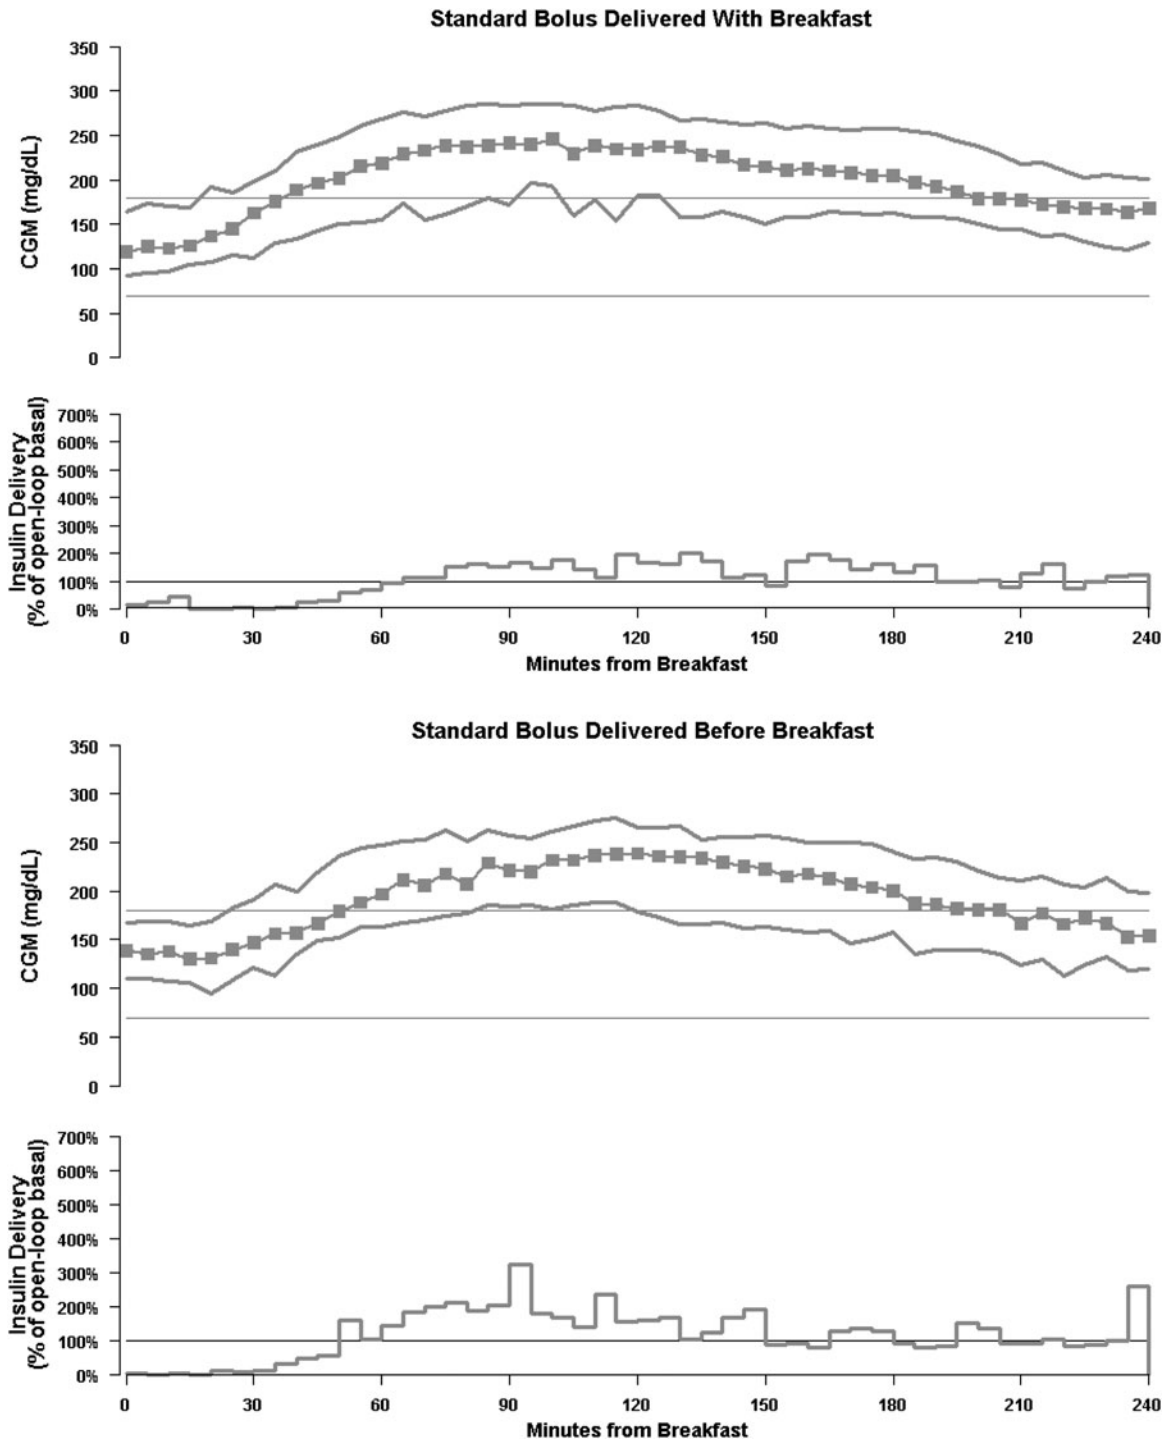 Standard Bolus Delivered With Breakfast
350
300
250
200
150
100
50
0
CGM (mg/dL)
700%
600%
500%
400%
300%
200%
100%
0%
Insulin Delivery
(% of open-loop basal)
0 30 60 90 120 150 180 210 240
Minutes from Breakfast
Standard Bolus Delivered Before Breakfast
350
300
250
200
150
100
50
0
CGM (mg/dL)
700%
600%
500%
400%
300%
200%
100%
0%
Insulin Delivery
(% of open-loop basal)
0 30 60 90 120 150 180 210 240
Minutes from Breakfast